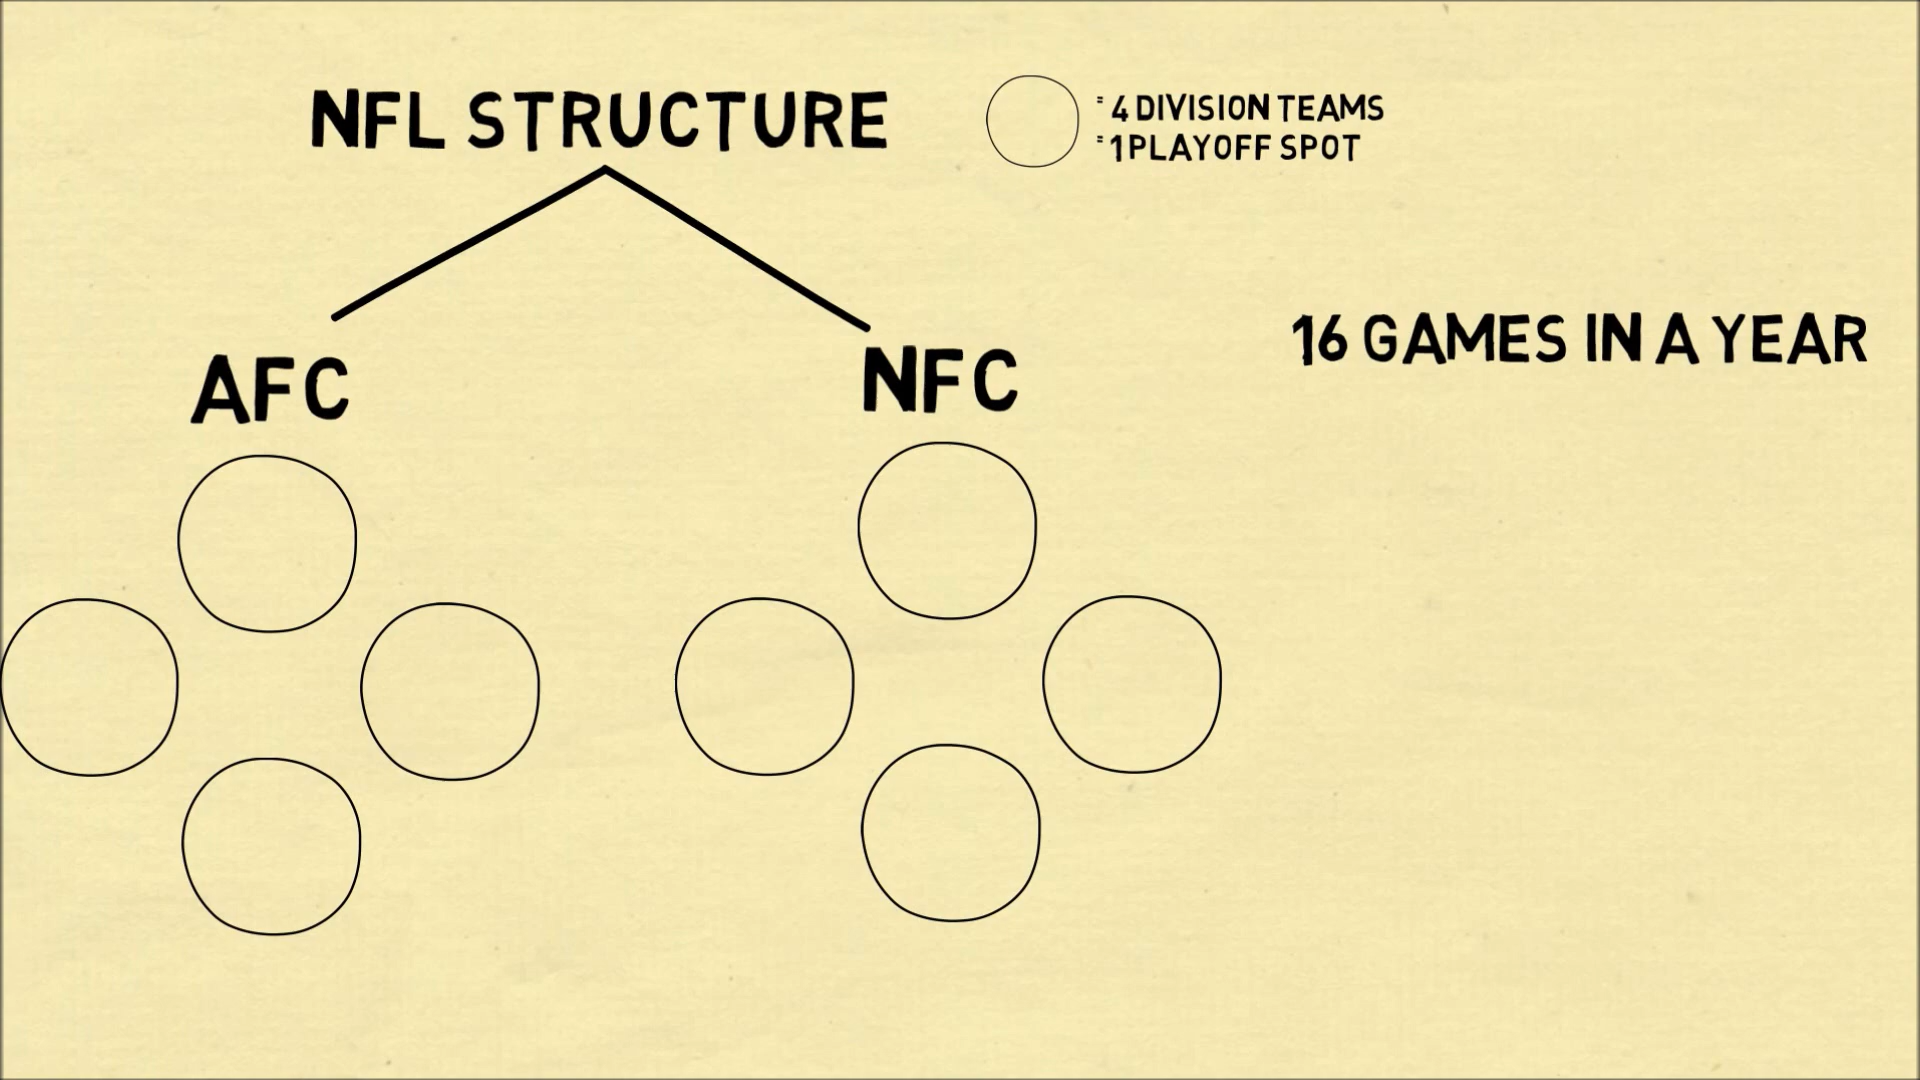 NFL STRUCTURE
= 4 DIVISION TEAMS
= 1 PLAYOFF SPOT
16 GAMES IN A YEAR
AFC
NFC